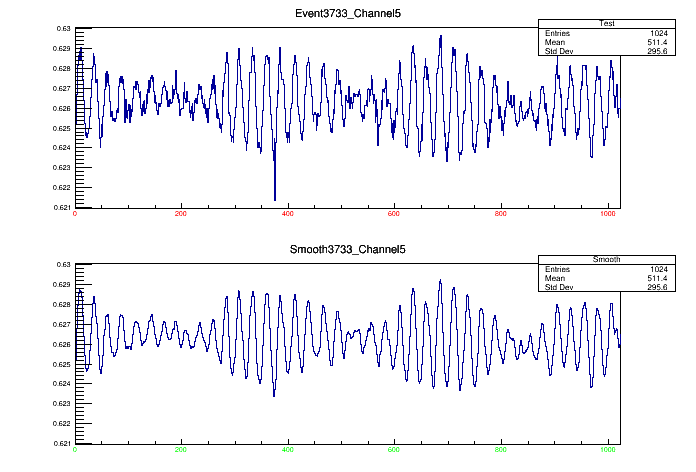 Event3733_Channel5
Test
Entries 1024
Mean 511.4
Std Dev 295.6
0.63
0.629
0.628
0.627
0.626
0.625
0.624
0.623
0.622
0.621
0 200 400 600 800 1000
Smooth3733_Channel5
Smooth
Entries 1024
Mean 511.4
Std Dev 295.6
0.63
0.629
0.628
0.627
0.626
0.625
0.624
0.623
0.622
0.621
0 200 400 600 800 1000